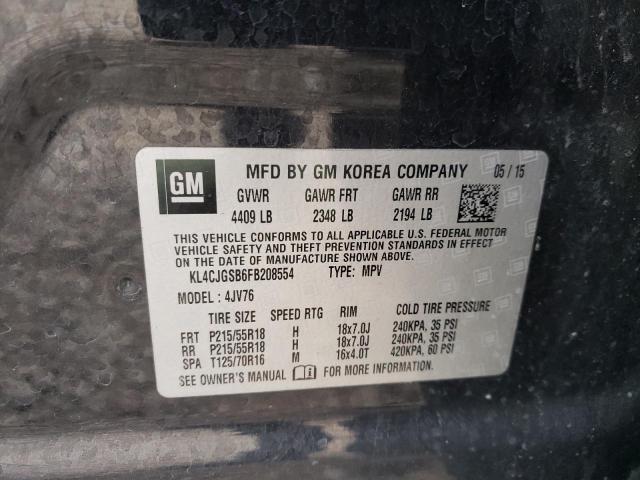 GM MFD BY GM KOREA COMPANY 05 / 15
GVWR GAWR FRT GAWR RR
4409 LB 2348 LB 2194 LB
THIS VEHICLE CONFORMS TO ALL APPLICABLE U.S. FEDERAL MOTOR
VEHICLE SAFETY AND THEFT PREVENTION STANDARDS IN EFFECT
ON THE DATE OF MANUFACTURE SHOWN ABOVE.
KL4CJGSB6FB208554 TYPE: MPV
MODEL : 4JV76
TIRE SIZE SPEED RTG RIM COLD TIRE PRESSURE
FRT P215/55R18 H 18x7.0J 240KPA, 35 PSI
RR P215/55R18 H 18x7.0J 240KPA, 35 PSI
SPA T125/70R16 M 16x4.0T 420KPA, 60 PSI
SEE OWNER'S MANUAL FOR MORE INFORMATION.